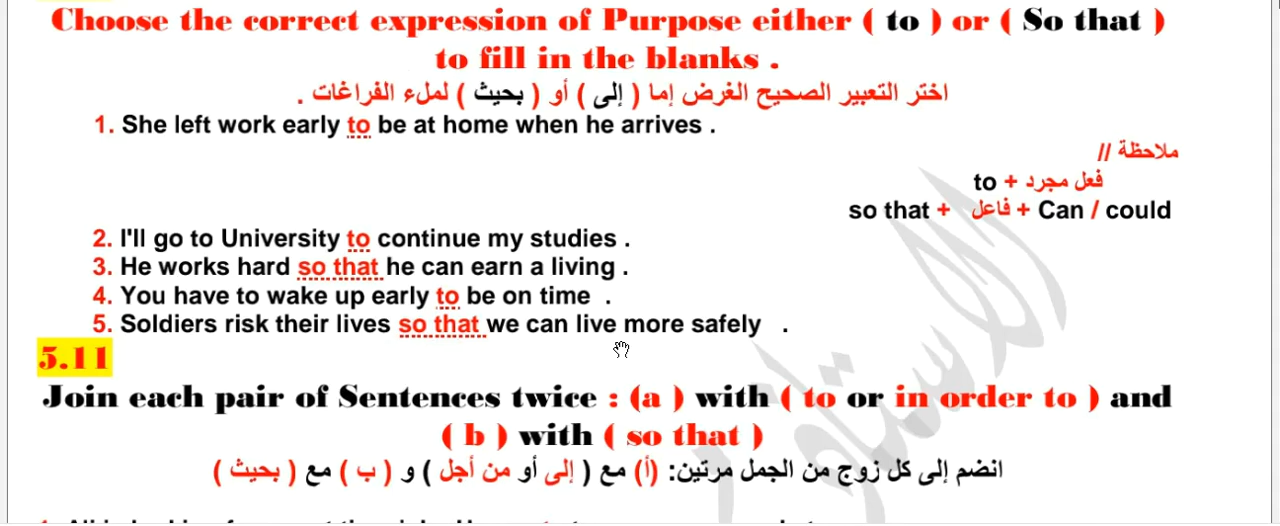 Choose the correct expression of Purpose either ( to ) or ( So that )
to fill in the blanks .
اختر التعبير الصحيح الغرض إما ( إلى ) أو ( بحيث ) لملء الفراغات .
1. She left work early to be at home when he arrives .
ملاحظة //
to + فعل مجرد
so that + فاعل + Can / could
2. I'll go to University to continue my studies .
3. He works hard so that he can earn a living .
4. You have to wake up early to be on time .
5. Soldiers risk their lives so that we can live more safely .
5.11
Join each pair of Sentences twice : (a ) with ( to or in order to ) and
( b ) with ( so that )
انضم إلى كل زوج من الجمل مرتين: (أ) مع ( إلى أو من أجل ) و ( ب ) مع ( بحيث )